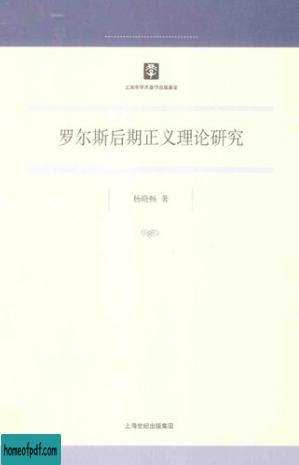 上海市学术著作出版基金
罗尔斯后期正义理论研究
杨晓畅 著
上海世纪出版集团
homeofpdf.com